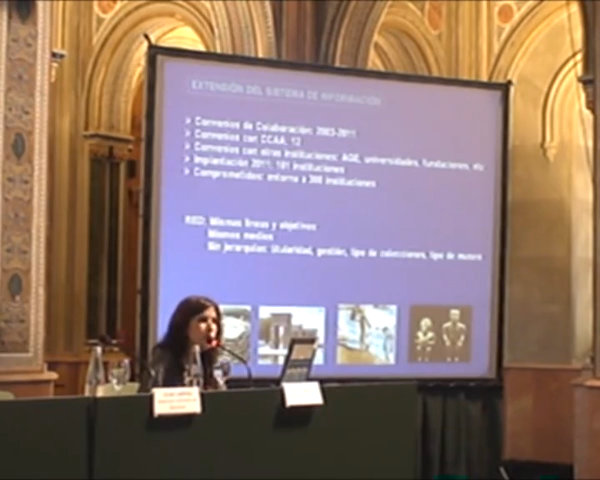 EXTENSIÓN DEL SISTEMA DE INFORMACIÓN
> Convenios de Colaboración: 2003-2011
> Convenios con CCAA: 12
> Convenios con otras instituciones: AGE, universidades, fundaciones, etc
> Implantación 2011: 101 instituciones
> Comprometidos: entorno a 300 instituciones
RED: Mismas líneas y objetivos
Mismos medios
Sin jerarquías: titularidad, gestión, tipo de colecciones, tipo de museo